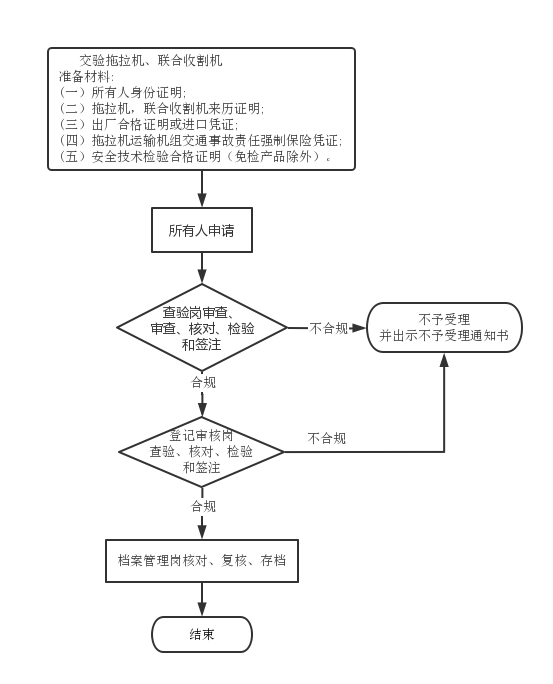 交验拖拉机、联合收割机
准备材料:
(一）所有人身份证明;
(二）拖拉机，联合收割机来历证明;
(三）出厂合格证明或进口凭证;
(四）拖拉机运输机组交通事故责任强制保险凭证;
(五）安全技术检验合格证明（免检产品除外）。
所有人申请
查验岗审查、
审查、核对、检验
和签注
不合规
不予受理
并出示不予受理通知书
合规
登记审核岗
查验、核对、检验
和签注
不合规
合规
档案管理岗核对、复核、存档
结束